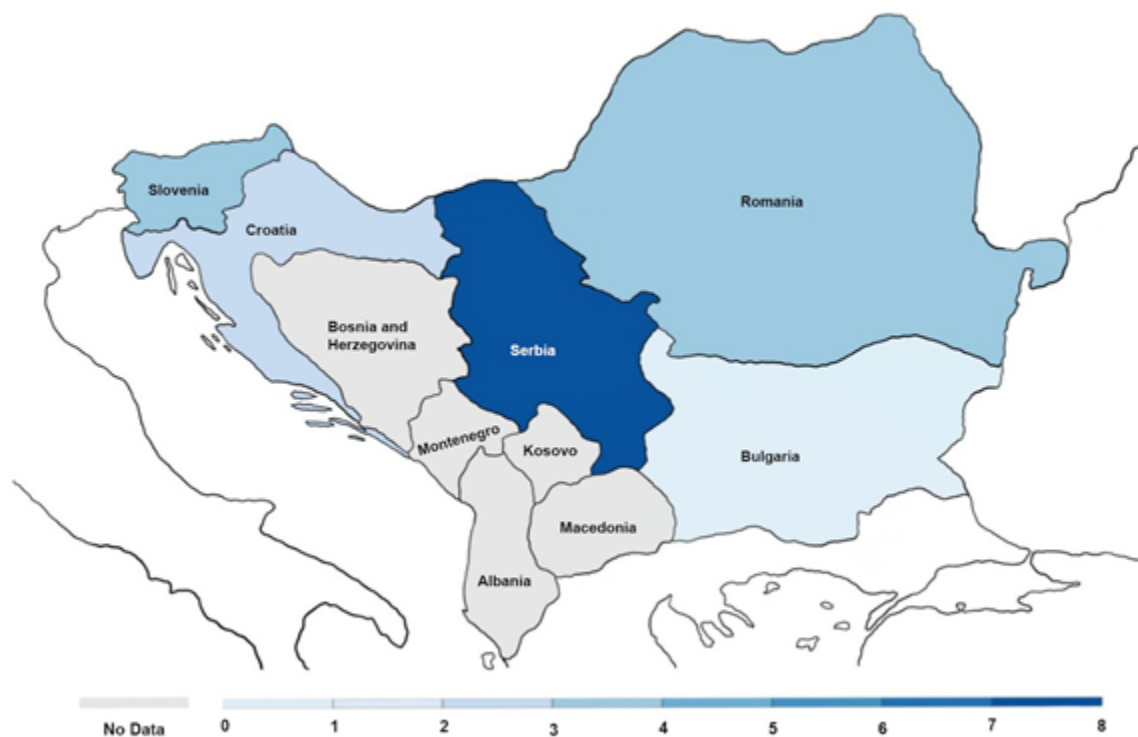 Slovenia
Romania
Croatia
Bosnia and
Herzegovina
Serbia
Montenegro
Kosovo
Bulgaria
Macedonia
Albania
No Data
0 1 2 3 4 5 6 7 8